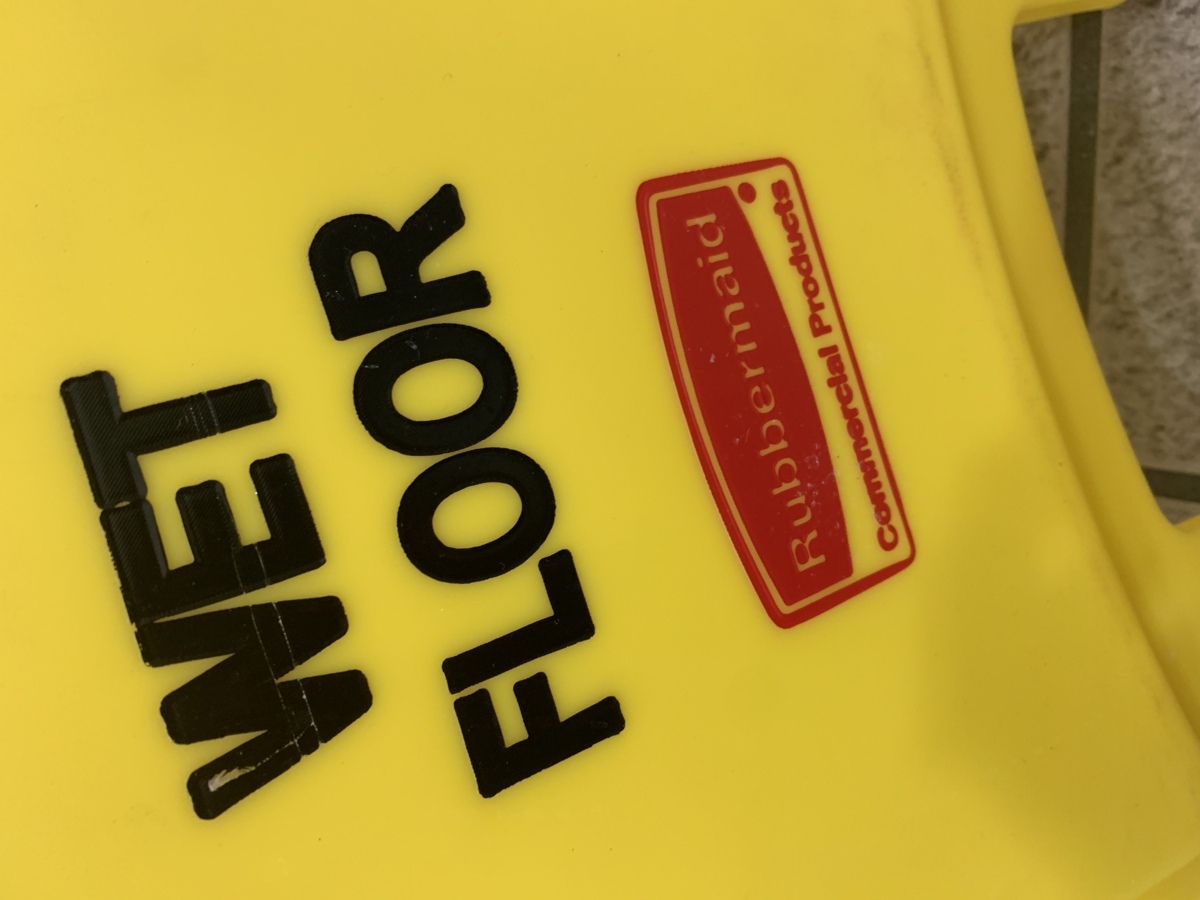 WET
FLOOR
Rubbermaid
Commercial Products